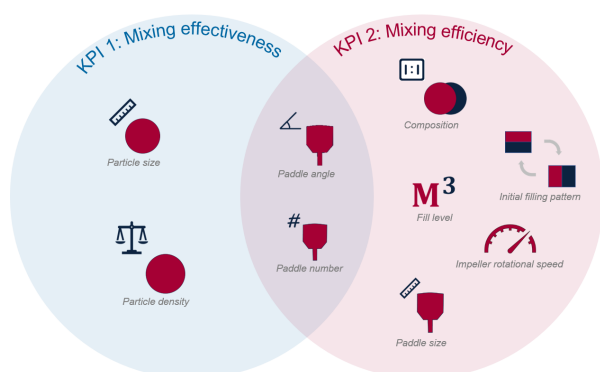 KPI 1: Mixing effectiveness
KPI 2: Mixing efficiency
1:1
Particle size
Paddle angle
Composition
Initial filling pattern
M³
Fill level
#
Particle density
Paddle number
Impeller rotational speed
Paddle size